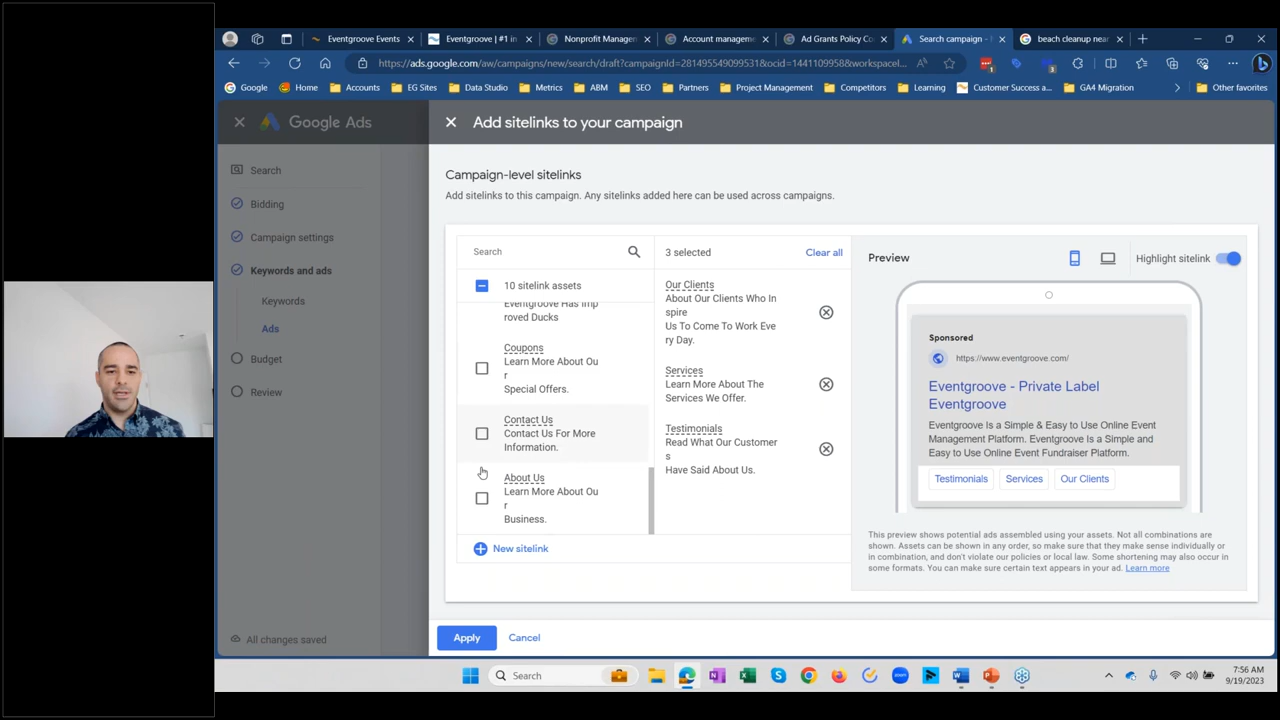 Eventgroove Events
Eventgroove | #1 in
Nonprofit Manage
Account managem
Ad Grants Policy Co
Search campaign -
beach cleanup near
https://ads.google.com/aw/campaigns/new/search/draft?campaignId=281495549099531&ocid=1441109958&workspacel...
Google
Home
Accounts
EG Sites
Data Studio
Metrics
ABM
SEO
Partners
Project Management
Competitors
Learning
Customer Success a...
GA4 Migration
Other favorites
Google Ads
Add sitelinks to your campaign
Search
Bidding
Campaign settings
Keywords and ads
Keywords
Ads
Budget
Review
All changes saved
Campaign-level sitelinks
Add sitelinks to this campaign. Any sitelinks added here can be used across campaigns.
Search
10 sitelink assets
Eventgroove Has Imp
roved Ducks
Coupons
Learn More About Ou
r
Special Offers.
Contact Us
Contact Us For More
Information.
About Us
Learn More About Ou
r
Business.
New sitelink
3 selected
Clear all
Our Clients
About Our Clients Who In
spire
Us To Come To Work Eve
ry Day.
Services
Learn More About The
Services We Offer.
Testimonials
Read What Our Customer
s
Have Said About Us.
Preview
Highlight sitelink
Sponsored
https://www.eventgroove.com/
Eventgroove - Private Label
Eventgroove
Eventgroove Is a Simple & Easy to Use Online Event
Management Platform. Eventgroove Is a Simple and
Easy to Use Online Event Fundraiser Platform.
Testimonials
Services
Our Clients
This preview shows potential ads assembled using your assets. Not all combinations are
shown. Assets can be shown in any order, so make sure that they make sense individually or
in combination, and don't violate our policies or local law. Some shortening may also occur in
some formats. You can make sure certain text appears in your ad. Learn more
Apply
Cancel
Search
7:56 AM
9/19/2023